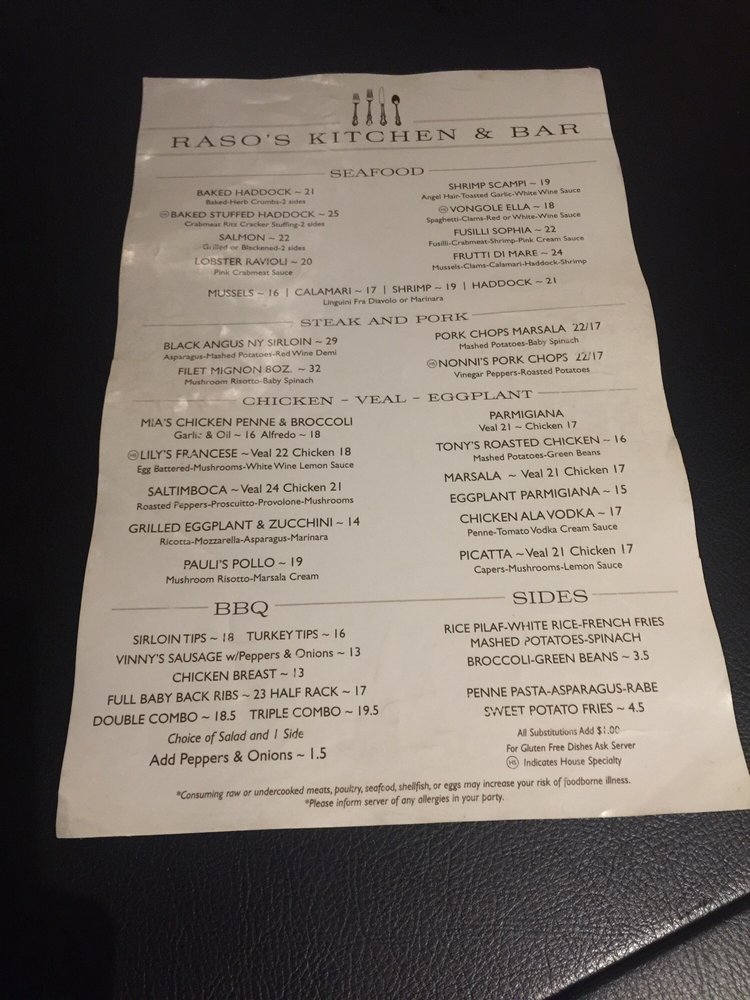 RASO'S KITCHEN & BAR
SEAFOOD
BAKED HADDOCK ~ 21
Baked-Herb Crumbs-2 sides
HS BAKED STUFFED HADDOCK ~ 25
Crabmeat Ritz Cracker Stuffing-2 sides
SALMON ~ 22
Grilled or Blackened-2 sides
LOBSTER RAVIOLI ~ 20
Pink Crabmeat Sauce
SHRIMP SCAMPI ~ 19
Angel Hair-Toasted Garlic-White Wine Sauce
HS VONGOLE ELLA ~ 18
Spaghetti-Clams-Red or White-Wine Sauce
FUSILLI SOPHIA ~ 22
Fusilli-Crabmeat-Shrimp-Pink Cream Sauce
FRUTTI DI MARE ~ 24
Mussels-Clams-Calamari-Haddock-Shrimp
MUSSELS ~ 16 | CALAMARI ~ 17 | SHRIMP ~ 19 | HADDOCK ~ 21
Linguini Fra Diavolo or Marinara
STEAK AND PORK
BLACK ANGUS NY SIRLOIN ~ 29
Asparagus-Mashed Potatoes-Red Wine Demi
FILET MIGNON 8OZ. ~ 32
Mushroom Risotto-Baby Spinach
PORK CHOPS MARSALA 22/17
Mashed Potatoes-Baby Spinach
HS NONNI'S PORK CHOPS 22/17
Vinegar Peppers-Roasted Potatoes
CHICKEN - VEAL - EGGPLANT
MIA'S CHICKEN PENNE & BROCCOLI
Garlic & Oil ~ 16 Alfredo ~ 18
HS LILY'S FRANCESE ~ Veal 22 Chicken 18
Egg Battered-Mushrooms-White Wine Lemon Sauce
SALTIMBOCA ~ Veal 24 Chicken 21
Roasted Peppers-Proscuitto-Provolone-Mushrooms
GRILLED EGGPLANT & ZUCCHINI ~ 14
Ricotta-Mozzarella-Asparagus-Marinara
PAULI'S POLLO ~ 19
Mushroom Risotto-Marsala Cream
PARMIGIANA
Veal 21 ~ Chicken 17
TONY'S ROASTED CHICKEN ~ 16
Mashed Potatoes-Green Beans
MARSALA ~ Veal 21 Chicken 17
EGGPLANT PARMIGIANA ~ 15
CHICKEN ALA VODKA ~ 17
Penne-Tomato Vodka Cream Sauce
PICATTA ~ Veal 21 Chicken 17
Capers-Mushrooms-Lemon Sauce
BBQ
SIRLOIN TIPS ~ 18 TURKEY TIPS ~ 16
VINNY'S SAUSAGE w/Peppers & Onions ~ 13
CHICKEN BREAST ~ 13
FULL BABY BACK RIBS ~ 23 HALF RACK ~ 17
DOUBLE COMBO ~ 18.5 TRIPLE COMBO ~ 19.5
Choice of Salad and 1 Side
Add Peppers & Onions ~ 1.5
SIDES
RICE PILAF-WHITE RICE-FRENCH FRIES
MASHED POTATOES-SPINACH
BROCCOLI-GREEN BEANS ~ 3.5
PENNE PASTA-ASPARAGUS-RABE
SWEET POTATO FRIES ~ 4.5
All Substitutions Add $1.00
For Gluten Free Dishes Ask Server
HS Indicates House Specialty
*Consuming raw or undercooked meats, poultry, seafood, shellfish, or eggs may increase your risk of foodborne illness.
*Please inform server of any allergies in your party.